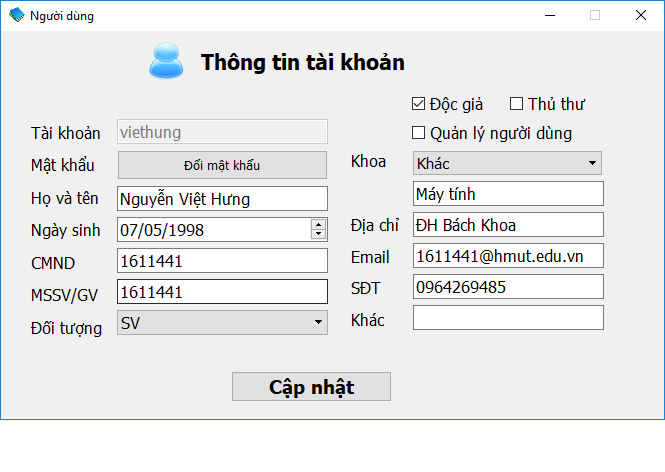 Người dùng
Thông tin tài khoản
Độc giả Thủ thư
Tài khoản viethung
Quản lý người dùng
Mật khẩu Đổi mật khẩu
Khoa Khác
Họ và tên Nguyễn Việt Hưng
Máy tính
Ngày sinh 07/05/1998
Địa chỉ ĐH Bách Khoa
CMND 1611441
Email 1611441@hmut.edu.vn
MSSV/GV 1611441
SĐT 0964269485
Đối tượng SV
Khác
Cập nhật